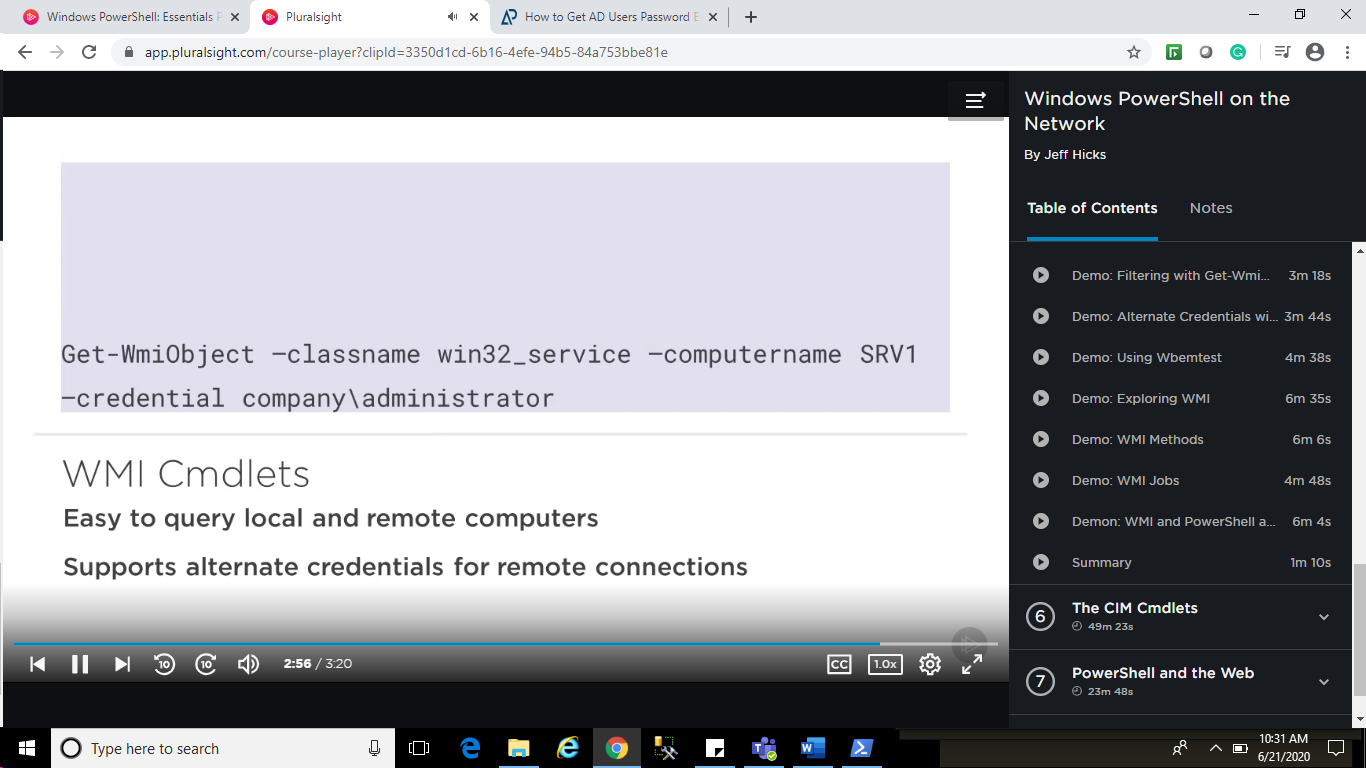 Windows PowerShell: Essentials P
Pluralsight
How to Get AD Users Password E
app.pluralsight.com/course-player?clipId=3350d1cd-6b16-4efe-94b5-84a753bbe81e
Get-WmiObject –classname win32_service –computername SRV1
–credential company\administrator
WMI Cmdlets
Easy to query local and remote computers
Supports alternate credentials for remote connections
10
10
2:56 / 3:20
CC
1.0x
Windows PowerShell on the
Network
By Jeff Hicks
Table of Contents
Notes
Demo: Filtering with Get-Wmi... 3m 18s
Demo: Alternate Credentials wi... 3m 44s
Demo: Using Wbemtest 4m 38s
Demo: Exploring WMI 6m 35s
Demo: WMI Methods 6m 6s
Demo: WMI Jobs 4m 48s
Demon: WMI and PowerShell a... 6m 4s
Summary 1m 10s
6 The CIM Cmdlets
49m 23s
7 PowerShell and the Web
23m 48s
Type here to search
10:31 AM
6/21/2020